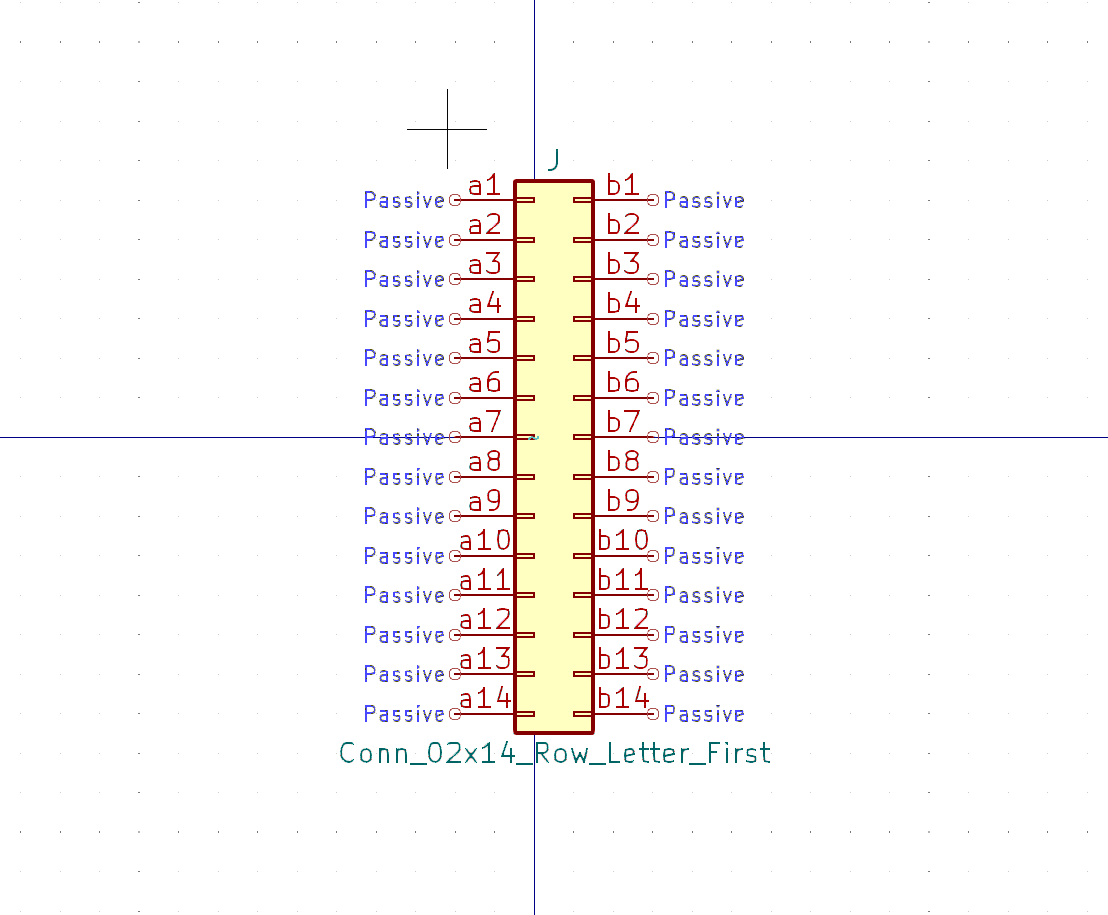 J
Passive a1 b1 Passive
Passive a2 b2 Passive
Passive a3 b3 Passive
Passive a4 b4 Passive
Passive a5 b5 Passive
Passive a6 b6 Passive
Passive a7 b7 Passive
Passive a8 b8 Passive
Passive a9 b9 Passive
Passive a10 b10 Passive
Passive a11 b11 Passive
Passive a12 b12 Passive
Passive a13 b13 Passive
Passive a14 b14 Passive
Conn_02x14_Row_Letter_First